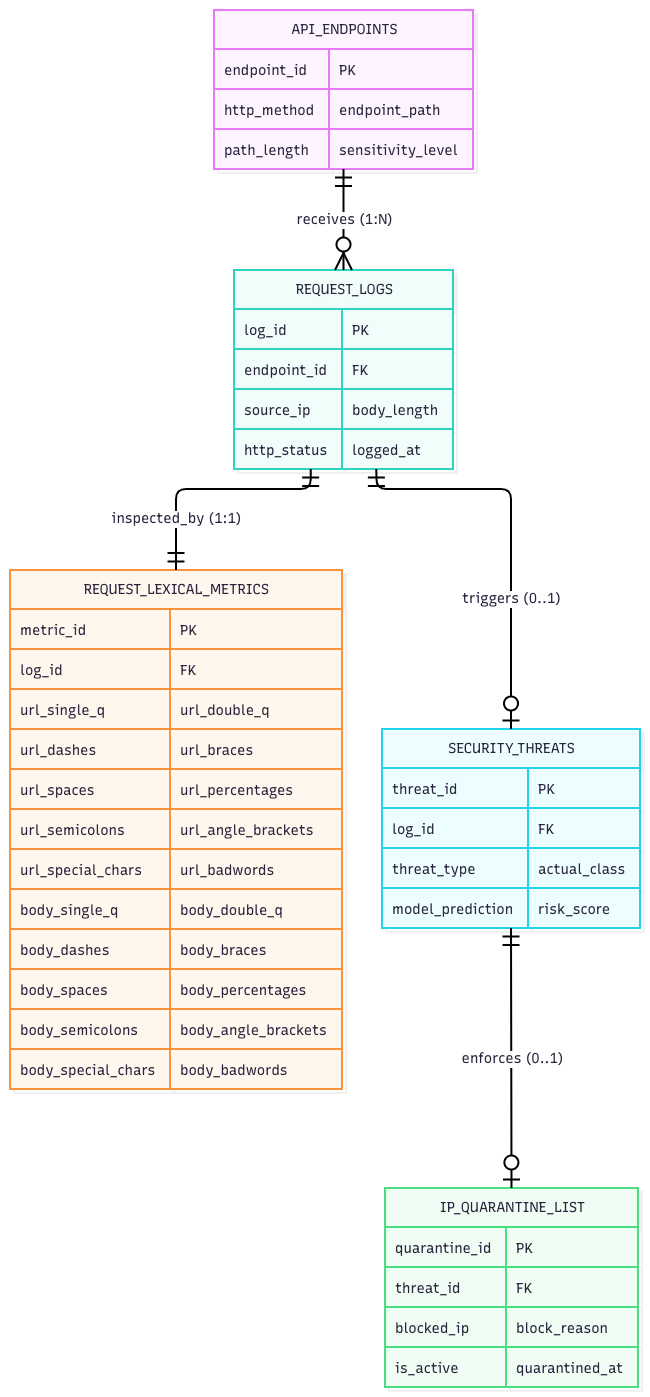 API_ENDPOINTS
endpoint_id PK
http_method endpoint_path
path_length sensitivity_level
receives (1:N)
REQUEST_LOGS
log_id PK
endpoint_id FK
source_ip body_length
http_status logged_at
inspected_by (1:1)
REQUEST_LEXICAL_METRICS
metric_id PK
log_id FK
url_single_q url_double_q
url_dashes url_braces
url_spaces url_percentages
url_semicolons url_angle_brackets
url_special_chars url_badwords
body_single_q body_double_q
body_dashes body_braces
body_spaces body_percentages
body_semicolons body_angle_brackets
body_special_chars body_badwords
triggers (0..1)
SECURITY_THREATS
threat_id PK
log_id FK
threat_type actual_class
model_prediction risk_score
enforces (0..1)
IP_QUARANTINE_LIST
quarantine_id PK
threat_id FK
blocked_ip block_reason
is_active quarantined_at